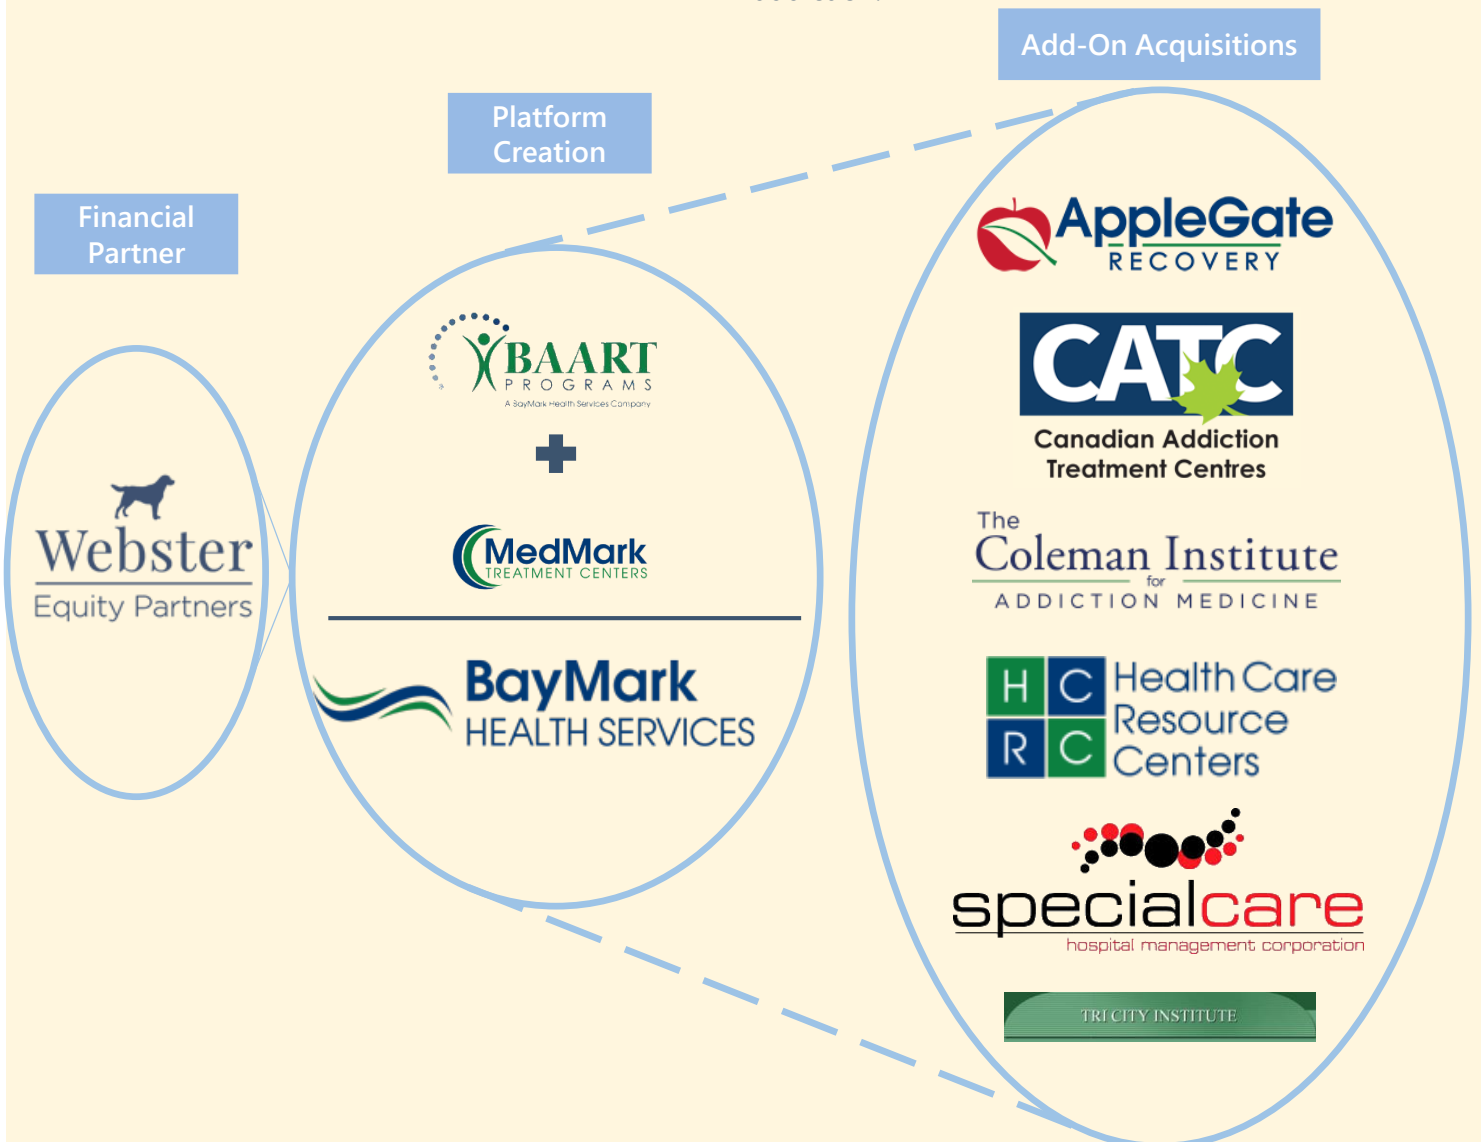 Add-On Acquisitions
Platform
Creation
Financial
Partner
Webster
Equity Partners
BAART
PROGRAMS
A BayMark Health Services Company
MedMark
TREATMENT CENTERS
BayMark
HEALTH SERVICES
AppleGate
RECOVERY
CATC
Canadian Addiction
Treatment Centres
The
Coleman Institute
for
ADDICTION MEDICINE
H C Health Care
R C Resource
Centers
specialcare
hospital management corporation
TRI CITY INSTITUTE